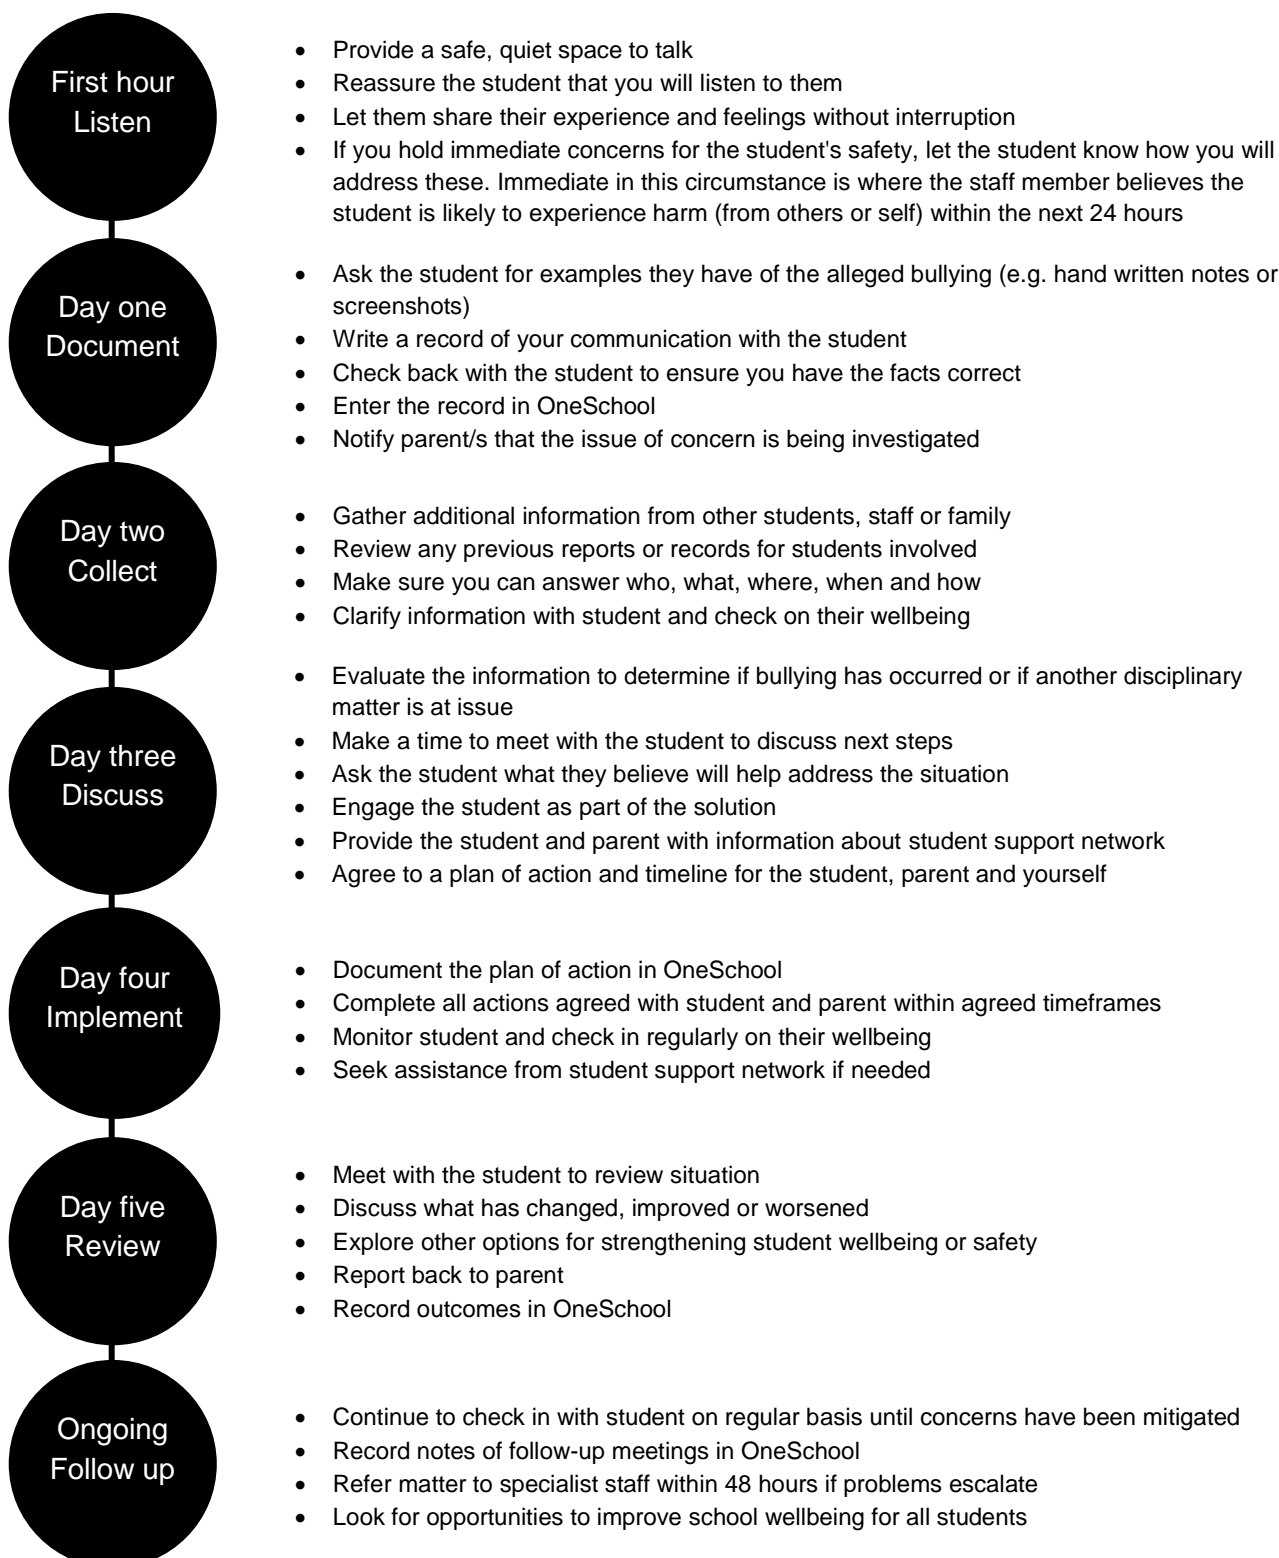 First hour
Listen
• Provide a safe, quiet space to talk
• Reassure the student that you will listen to them
• Let them share their experience and feelings without interruption
• If you hold immediate concerns for the student's safety, let the student know how you will
address these. Immediate in this circumstance is where the staff member believes the
student is likely to experience harm (from others or self) within the next 24 hours
Day one
Document
• Ask the student for examples they have of the alleged bullying (e.g. hand written notes or
screenshots)
• Write a record of your communication with the student
• Check back with the student to ensure you have the facts correct
• Enter the record in OneSchool
• Notify parent/s that the issue of concern is being investigated
Day two
Collect
• Gather additional information from other students, staff or family
• Review any previous reports or records for students involved
• Make sure you can answer who, what, where, when and how
• Clarify information with student and check on their wellbeing
Day three
Discuss
• Evaluate the information to determine if bullying has occurred or if another disciplinary
matter is at issue
• Make a time to meet with the student to discuss next steps
• Ask the student what they believe will help address the situation
• Engage the student as part of the solution
• Provide the student and parent with information about student support network
• Agree to a plan of action and timeline for the student, parent and yourself
Day four
Implement
• Document the plan of action in OneSchool
• Complete all actions agreed with student and parent within agreed timeframes
• Monitor student and check in regularly on their wellbeing
• Seek assistance from student support network if needed
Day five
Review
• Meet with the student to review situation
• Discuss what has changed, improved or worsened
• Explore other options for strengthening student wellbeing or safety
• Report back to parent
• Record outcomes in OneSchool
Ongoing
Follow up
• Continue to check in with student on regular basis until concerns have been mitigated
• Record notes of follow-up meetings in OneSchool
• Refer matter to specialist staff within 48 hours if problems escalate
• Look for opportunities to improve school wellbeing for all students